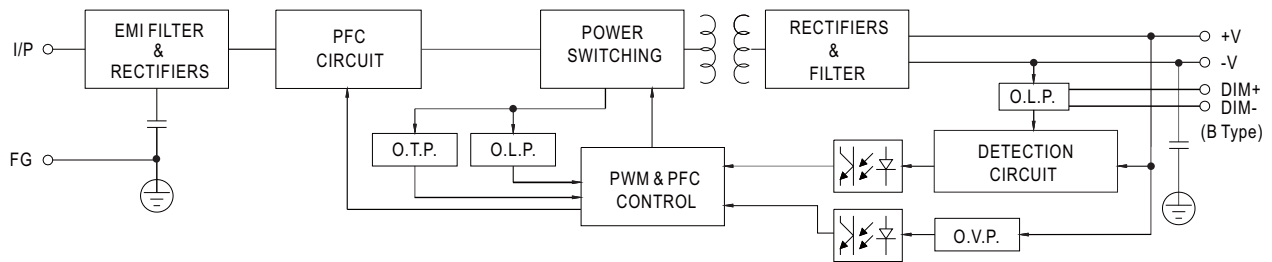 I/P
EMI FILTER
&
RECTIFIERS
PFC
CIRCUIT
POWER
SWITCHING
RECTIFIERS
&
FILTER
+V
-V
DIM+
DIM-
(B Type)
O.L.P.
FG
O.T.P.
O.L.P.
PWM & PFC
CONTROL
DETECTION
CIRCUIT
O.V.P.